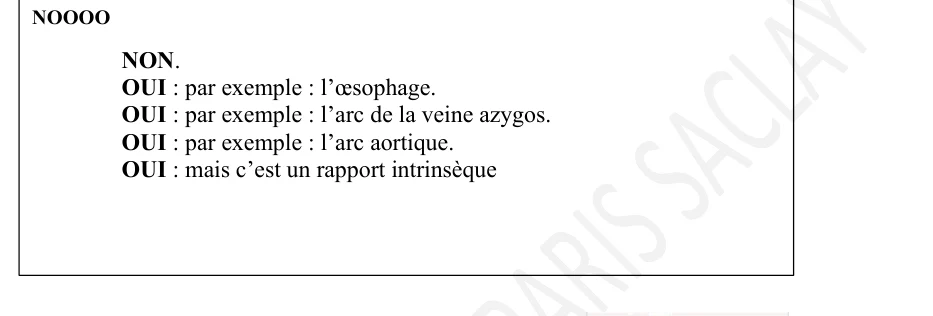 NOOOO
NON.
OUI : par exemple : l’œsophage.
OUI : par exemple : l’arc de la veine azygos.
OUI : par exemple : l’arc aortique.
OUI : mais c’est un rapport intrinsèque
PARIS SACLAY